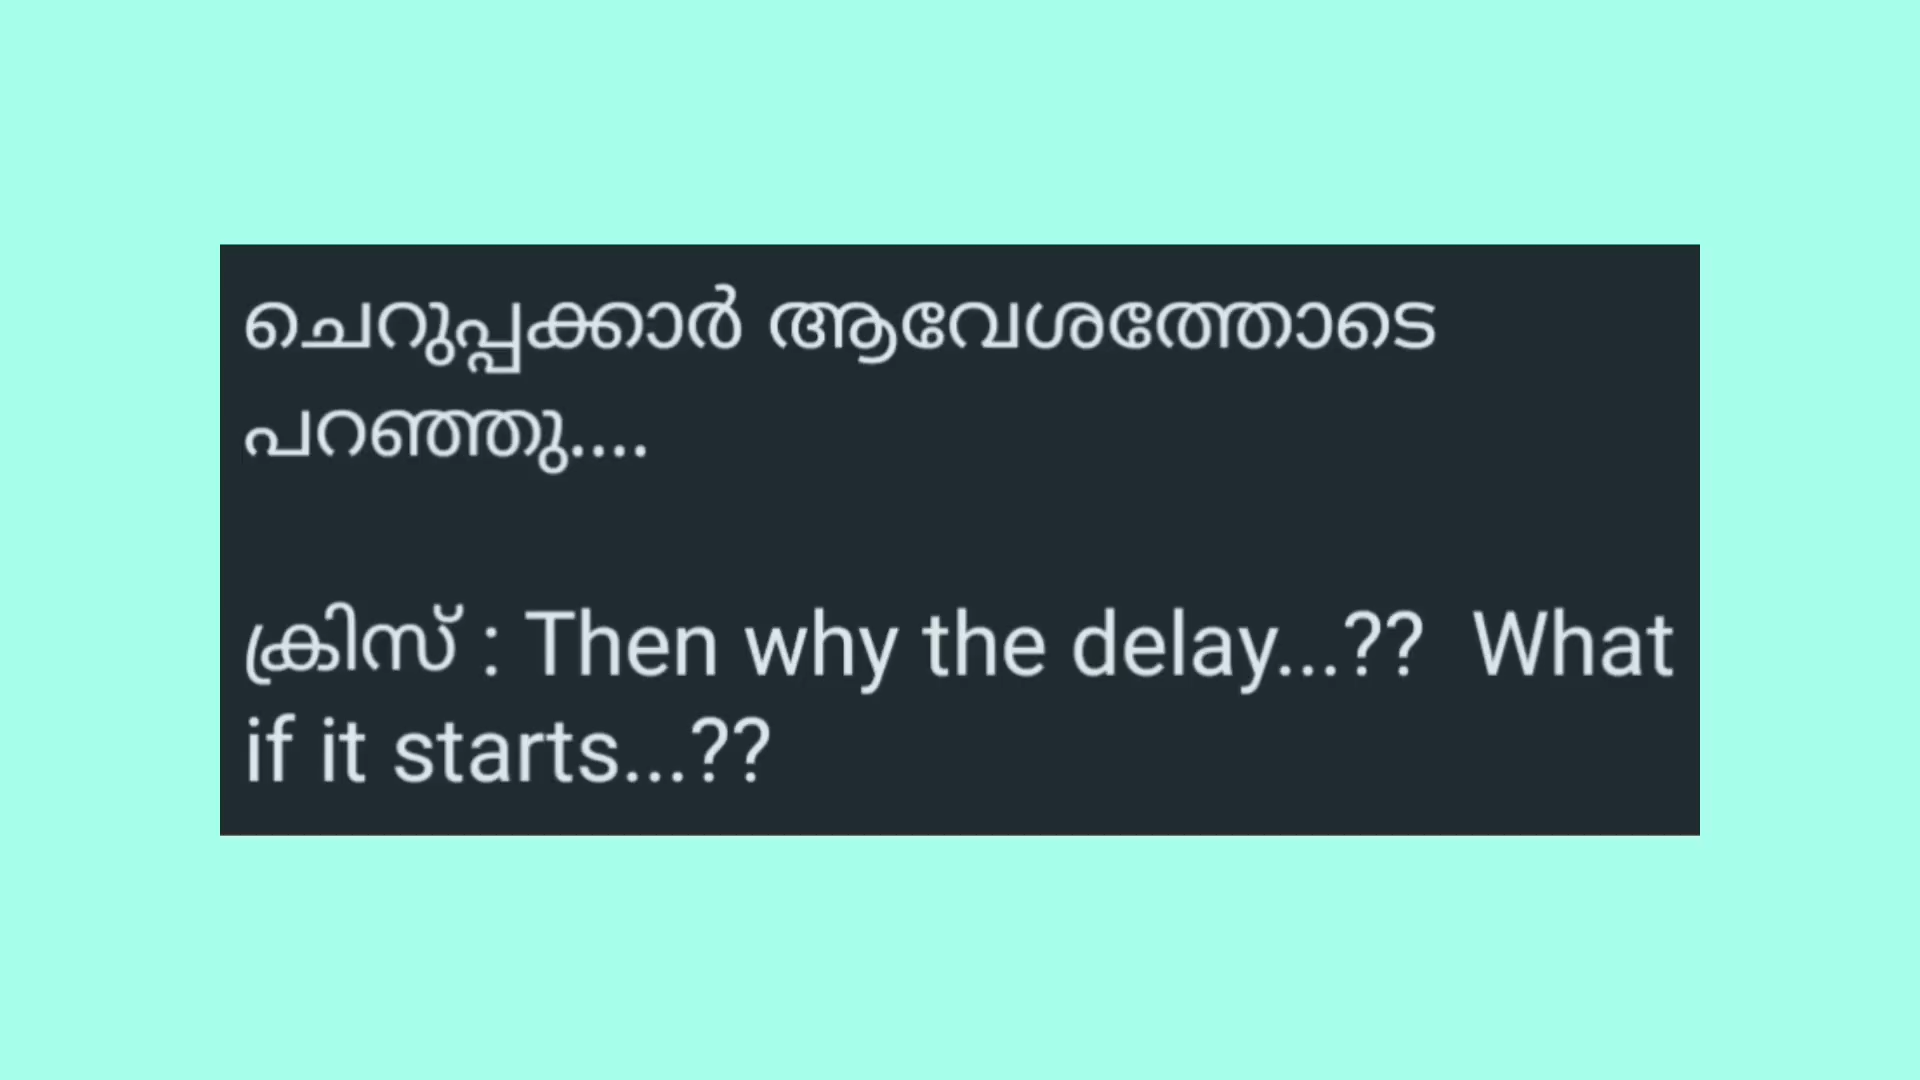 ചെറുപ്പക്കാർ ആവേശത്തോടെ
പറഞ്ഞു....
ക്രിസ് : Then why the delay...??  What
if it starts...??